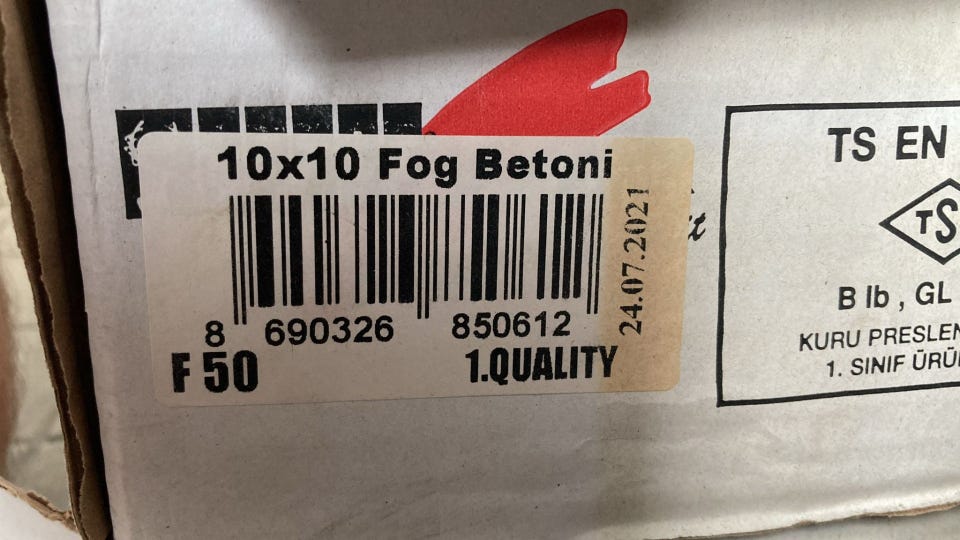 10x10 Fog Betoni
8 690326 850612
24.07.2021
F 50
1.QUALITY
TS EN
TS
B Ib , GL
KURU PRESLEN
1. SINIF ÜRÜ